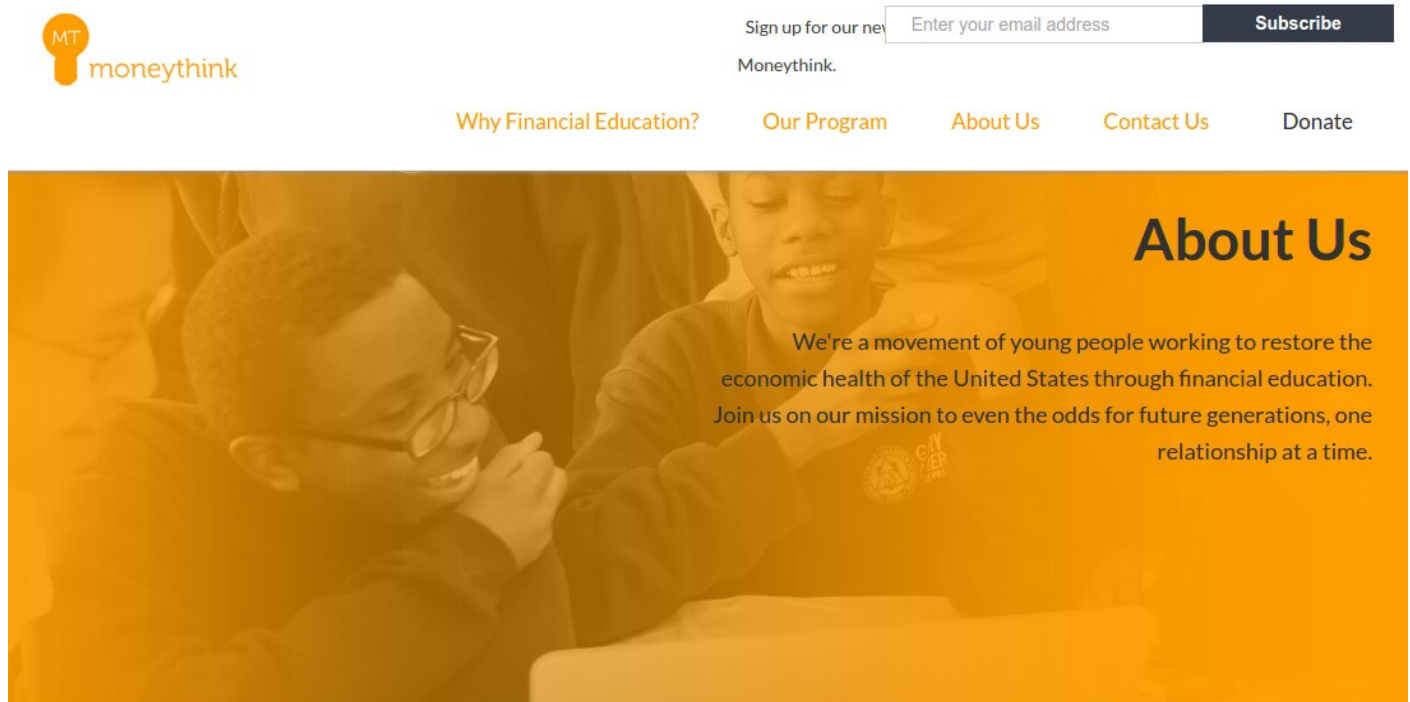 MT
moneythink
Sign up for our ne
Enter your email address
Subscribe
Moneythink.
Why Financial Education?
Our Program
About Us
Contact Us
Donate
About Us
We're a movement of young people working to restore the
economic health of the United States through financial education.
Join us on our mission to even the odds for future generations, one
relationship at a time.